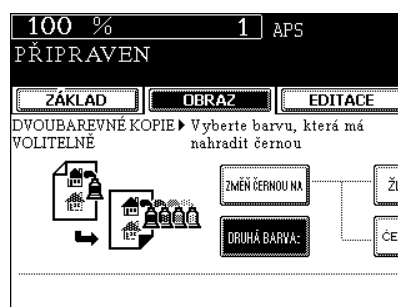 100 % 1 APS
PŘIPRAVEN
ZÁKLAD OBRAZ EDITACE
DVOUBAREVNÉ KOPIE Vyberte barvu, která má
VOLITELNĚ nahradit černou
ZMĚŇ ČERNOU NA
DRUHÁ BARVA: